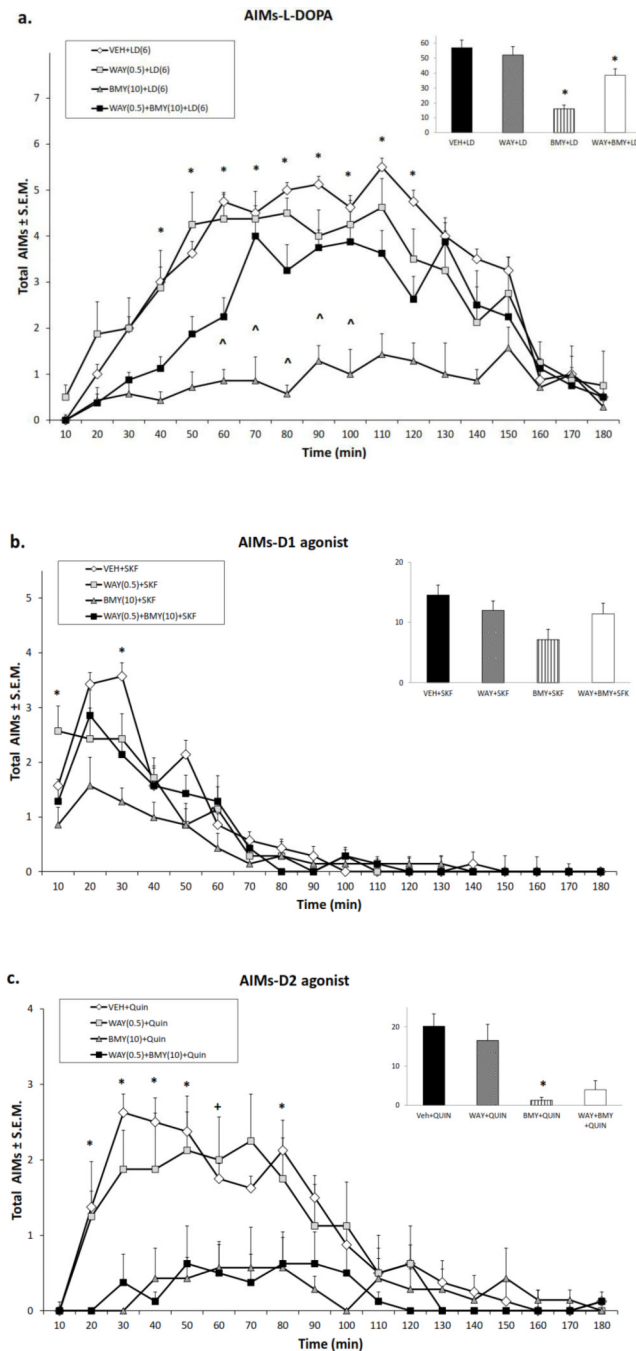 a.
AIMs-L-DOPA
VEH+LD(6)
WAY(0.5)+LD(6)
BMY(10)+LD(6)
WAY(0.5)+BMY(10)+LD(6)
60
50
40
30
20
10
0
* *
VEH+LD WAY+LD BMY+LD WAY+BMY+LD
Total AIMs ± S.E.M.
7
6
5
4
3
2
1
0
* * * * * * * * *
^ ^ ^ ^ ^
10 20 30 40 50 60 70 80 90 100 110 120 130 140 150 160 170 180
Time (min)
b.
AIMs-D1 agonist
VEH+SKF
WAY(0.5)+SKF
BMY(10)+SKF
WAY(0.5)+BMY(10)+SKF
20
10
0
VEH+SKF WAY+SKF BMY+SKF WAY+BMY+SFK
Total AIMs ± S.E.M.
5
4
3
2
1
0
* *
10 20 30 40 50 60 70 80 90 100 110 120 130 140 150 160 170 180
Time (min)
c.
AIMs-D2 agonist
VEH+Quin
WAY(0.5)+Quin
BMY(10)+Quin
WAY(0.5)+BMY(10)+Quin
20
10
0
*
Veh+QUIN WAY+QUIN BMY+QUIN WAY+BMY
+QUIN
Total AIMs ± S.E.M.
4
3
2
1
0
* * * * + *
10 20 30 40 50 60 70 80 90 100 110 120 130 140 150 160 170 180
Time (min)